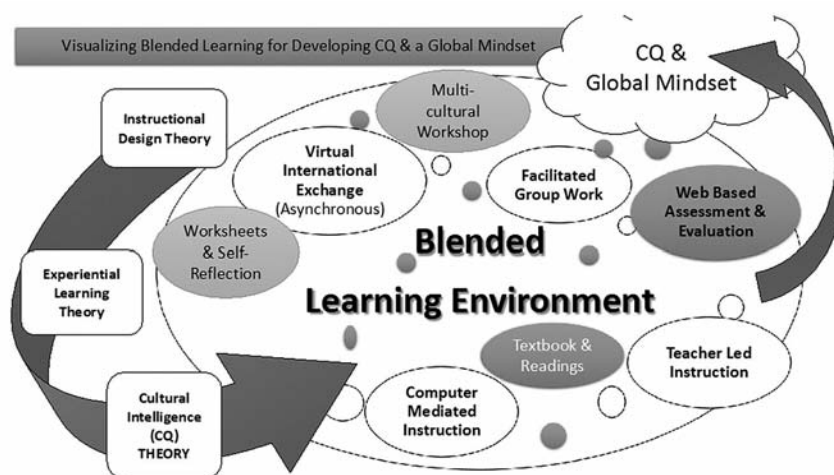 Visualizing Blended Learning for Developing CQ & a Global Mindset
CQ &
Global Mindset
Multi-
cultural
Workshop
Instructional
Design Theory
Virtual
International
Exchange
(Asynchronous)
Facilitated
Group Work
Web Based
Assessment &
Evaluation
Worksheets
& Self-
Reflection
Blended
Learning Environment
Experiential
Learning
Theory
Textbook &
Readings
Teacher Led
Instruction
Cultural
Intelligence
(CQ)
THEORY
Computer
Mediated
Instruction